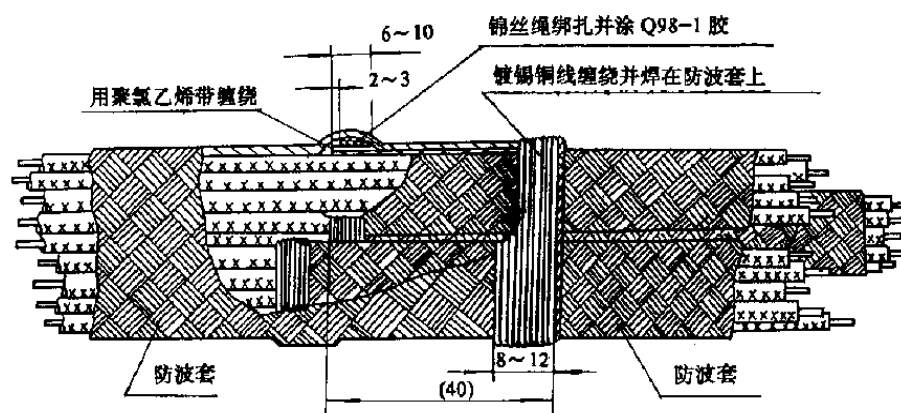 6～10
锦丝绳绑扎并涂 Q98-1 胶
2～3
镀锡铜线缠绕并焊在防波套上
用聚氯乙烯带缠绕
8～12
防波套
(40)
防波套